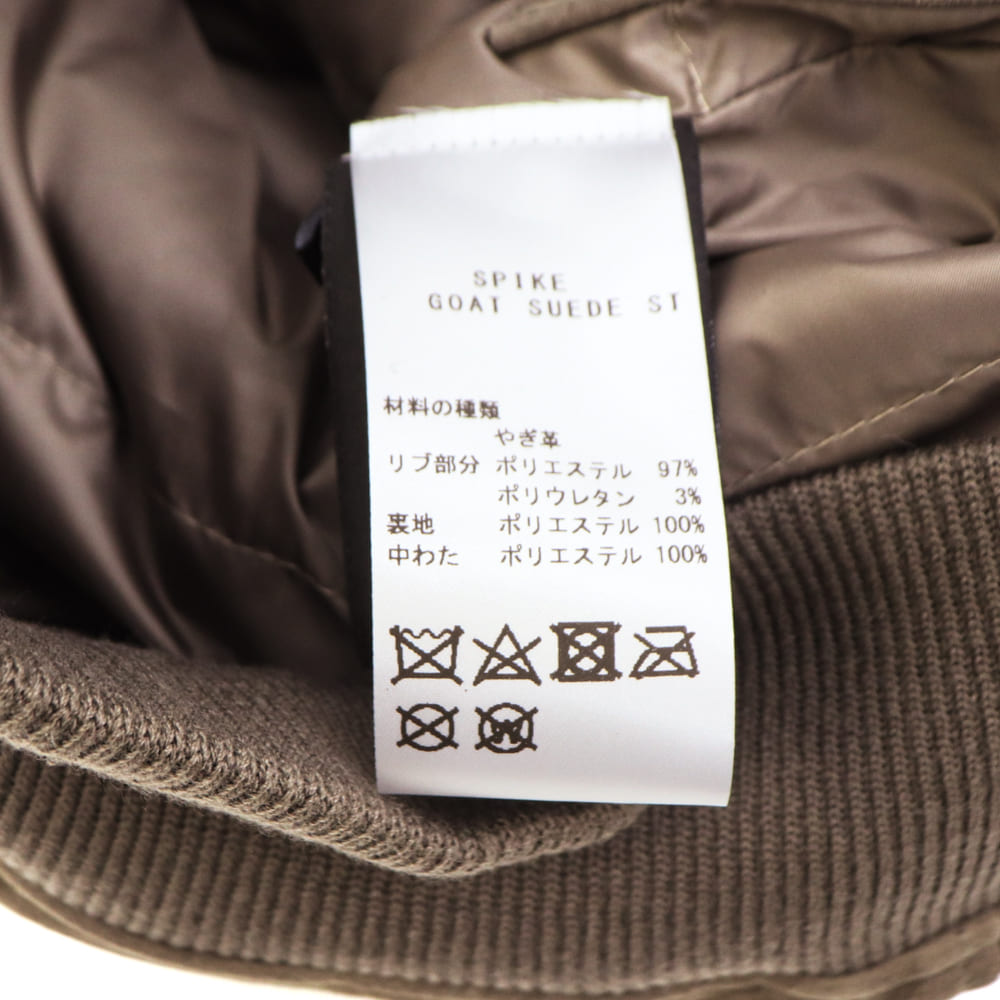 SPIKE
GOAT SUEDE ST
材料の種類
やぎ革
リブ部分 ポリエステル 97%
ポリウレタン 3%
裏地 ポリエステル 100%
中わた ポリエステル 100%